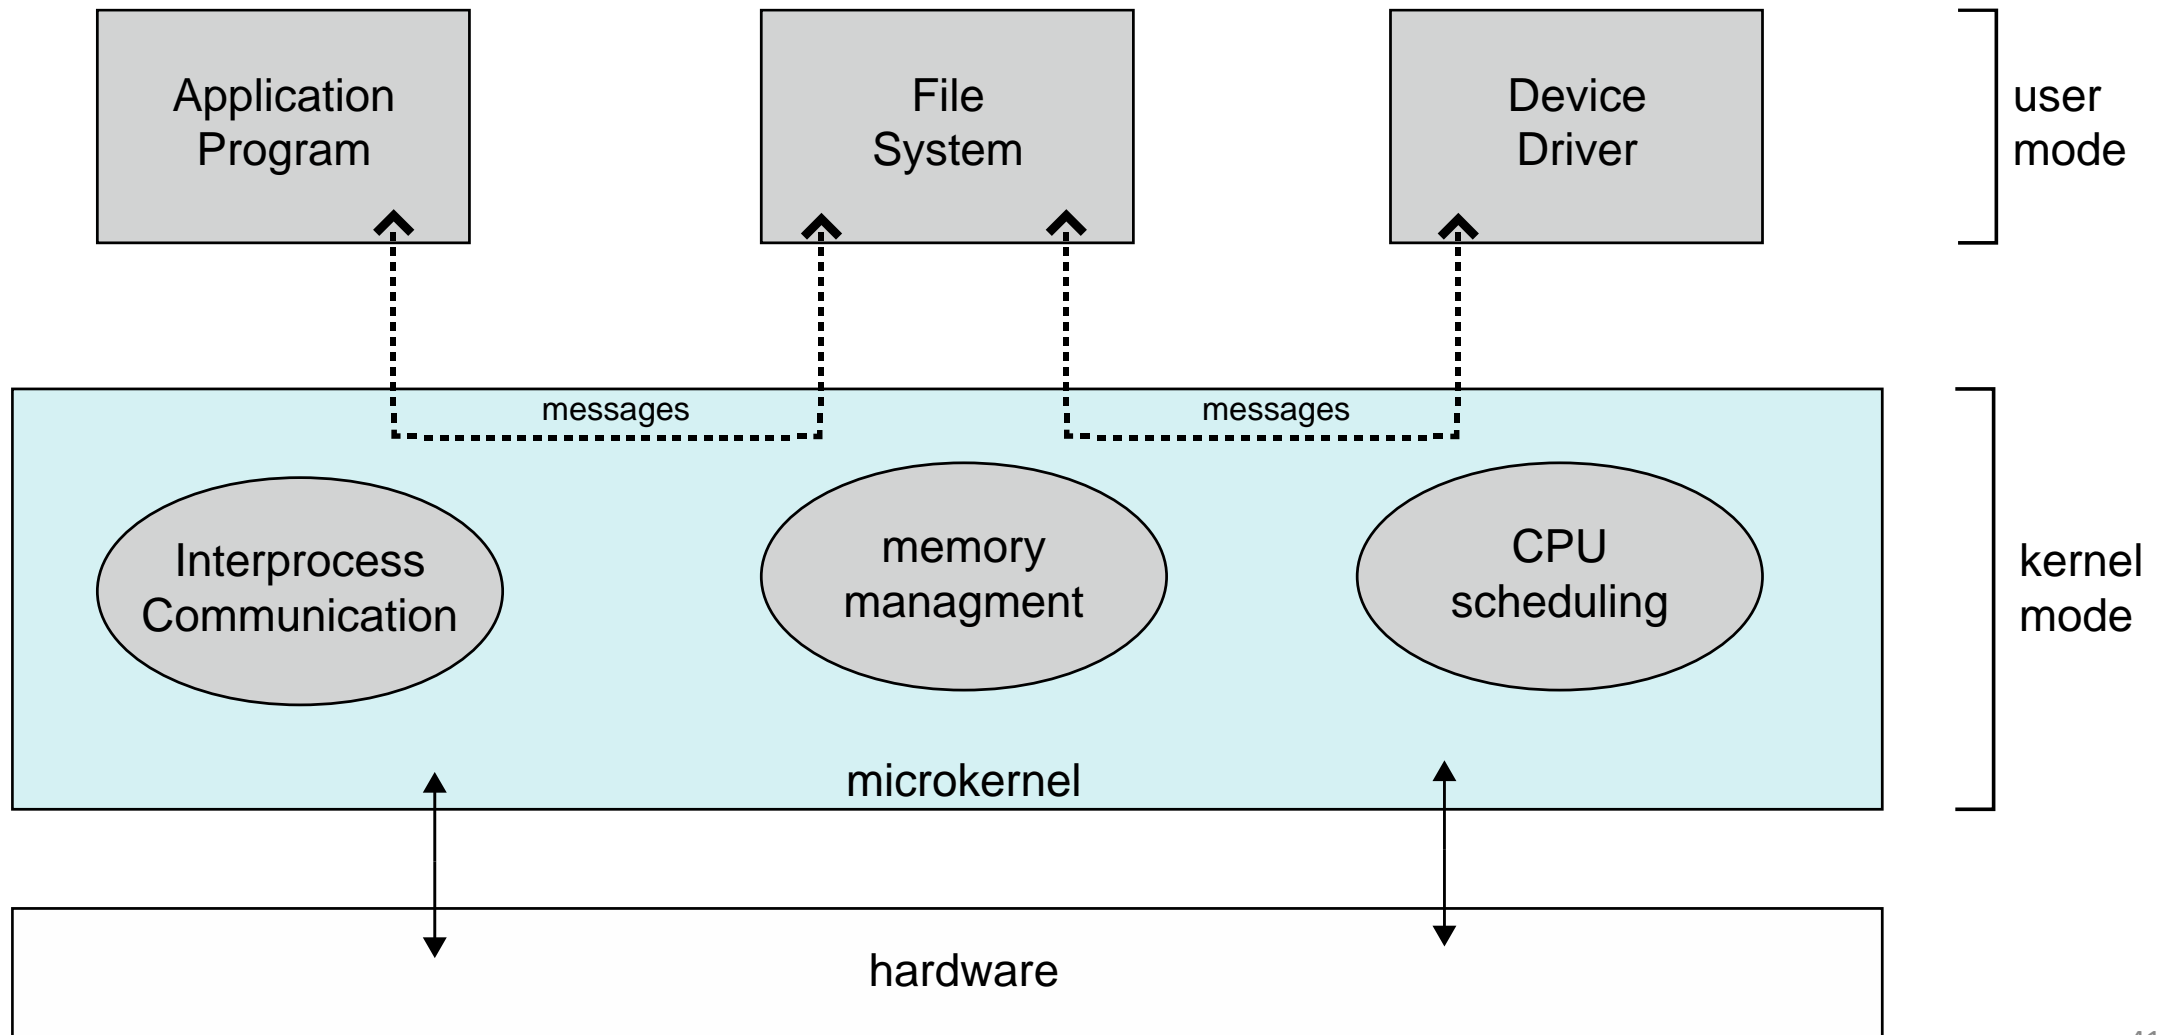 Application
Program
File
System
Device
Driver
user
mode
messages
messages
Interprocess
Communication
memory
managment
CPU
scheduling
kernel
mode
microkernel
hardware